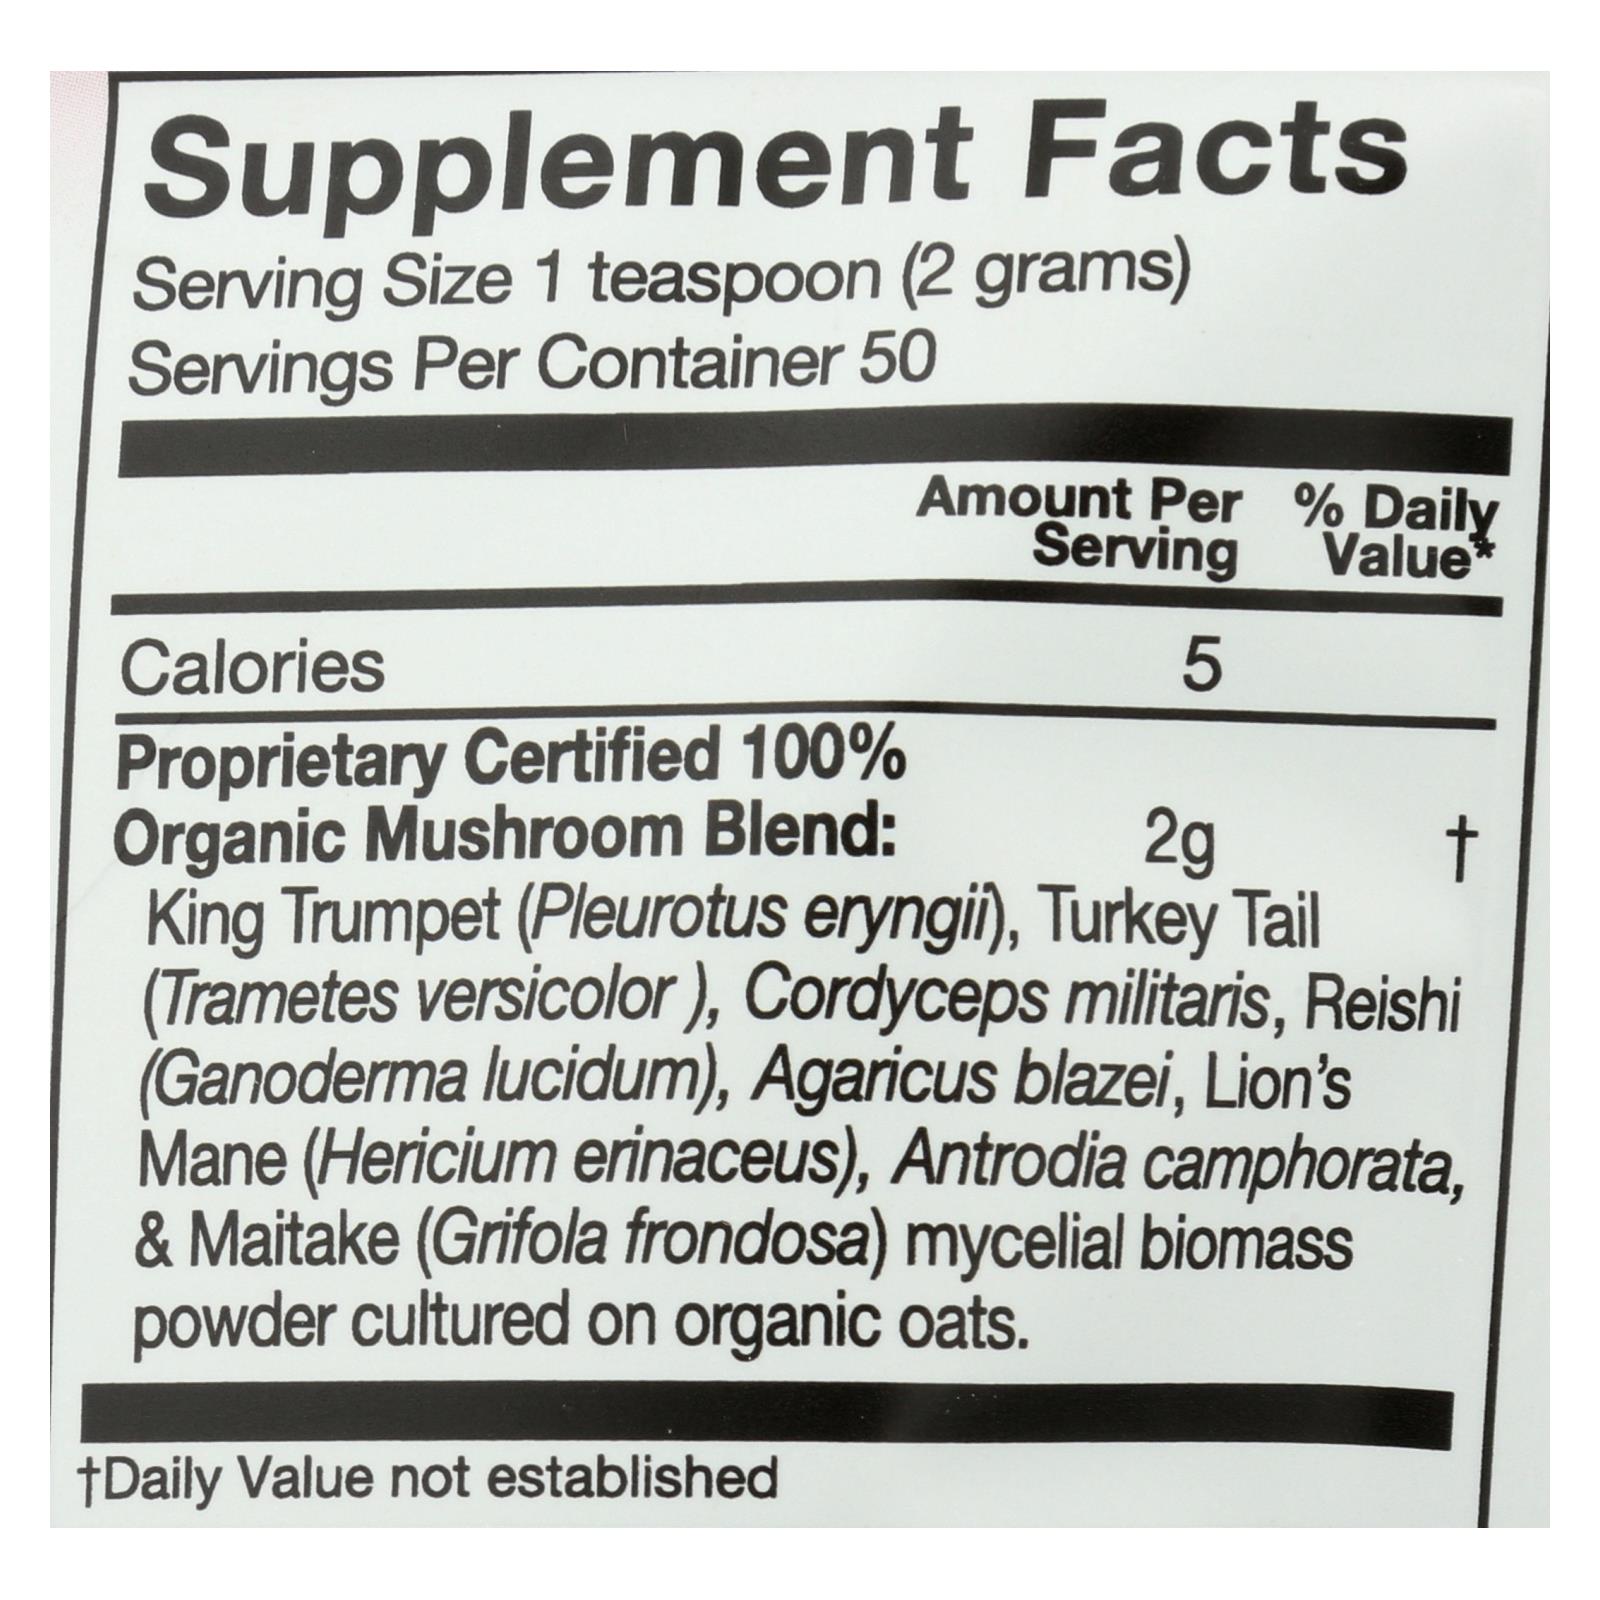 Supplement Facts
Serving Size 1 teaspoon (2 grams)
Servings Per Container 50
Amount Per Serving % Daily Value*
Calories 5
Proprietary Certified 100%
Organic Mushroom Blend: 2g †
King Trumpet (Pleurotus eryngii), Turkey Tail
(Trametes versicolor ), Cordyceps militaris, Reishi
(Ganoderma lucidum), Agaricus blazei, Lion's
Mane (Hericium erinaceus), Antrodia camphorata,
& Maitake (Grifola frondosa) mycelial biomass
powder cultured on organic oats.
†Daily Value not established